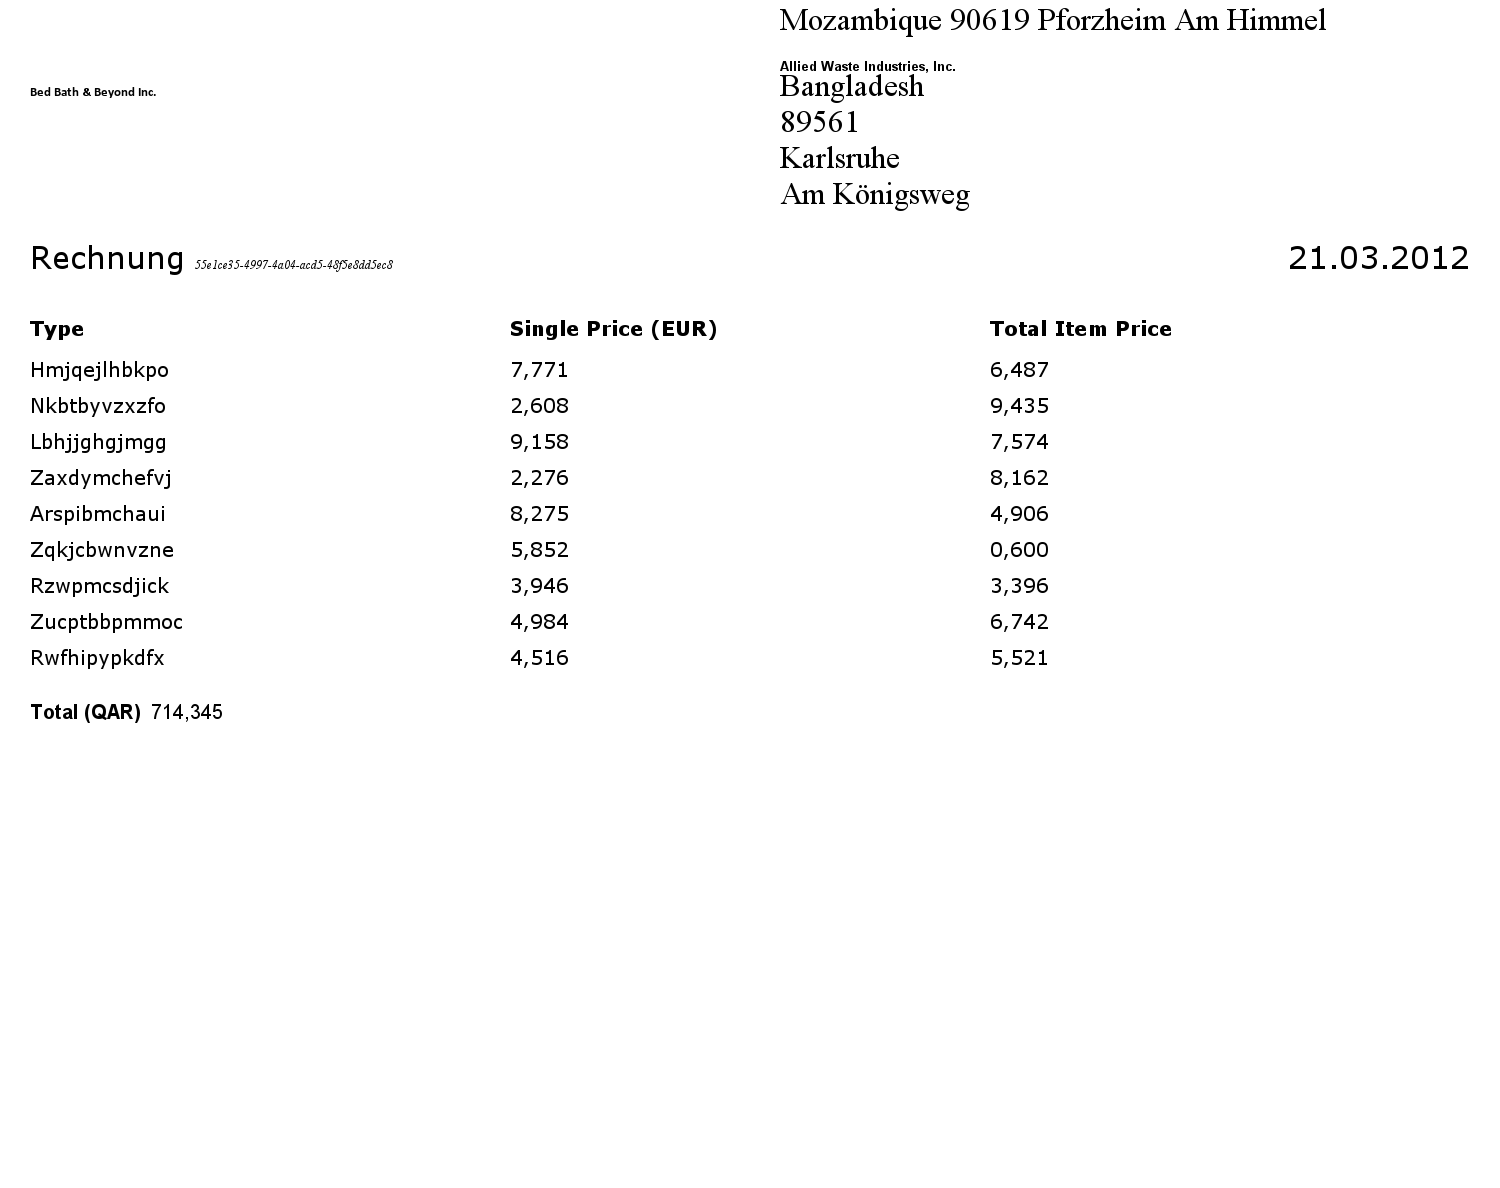 Mozambique 90619 Pforzheim Am Himmel
Allied Waste Industries, Inc.
Bed Bath & Beyond Inc.
Bangladesh
89561
Karlsruhe
Am Königsweg
Rechnung 55e1ce35-4997-4a04-acd5-48f5e8dd5ec8 21.03.2012
Type Single Price (EUR) Total Item Price
Hmjqejlhbkpo 7,771 6,487
Nkbtbyvzxzfo 2,608 9,435
Lbhjjghgjmgg 9,158 7,574
Zaxdymchefvj 2,276 8,162
Arspibmchaui 8,275 4,906
Zqkjcbwnvzne 5,852 0,600
Rzwpmcsdjick 3,946 3,396
Zucptbbpmmoc 4,984 6,742
Rwfhipypkdfx 4,516 5,521
Total (QAR) 714,345